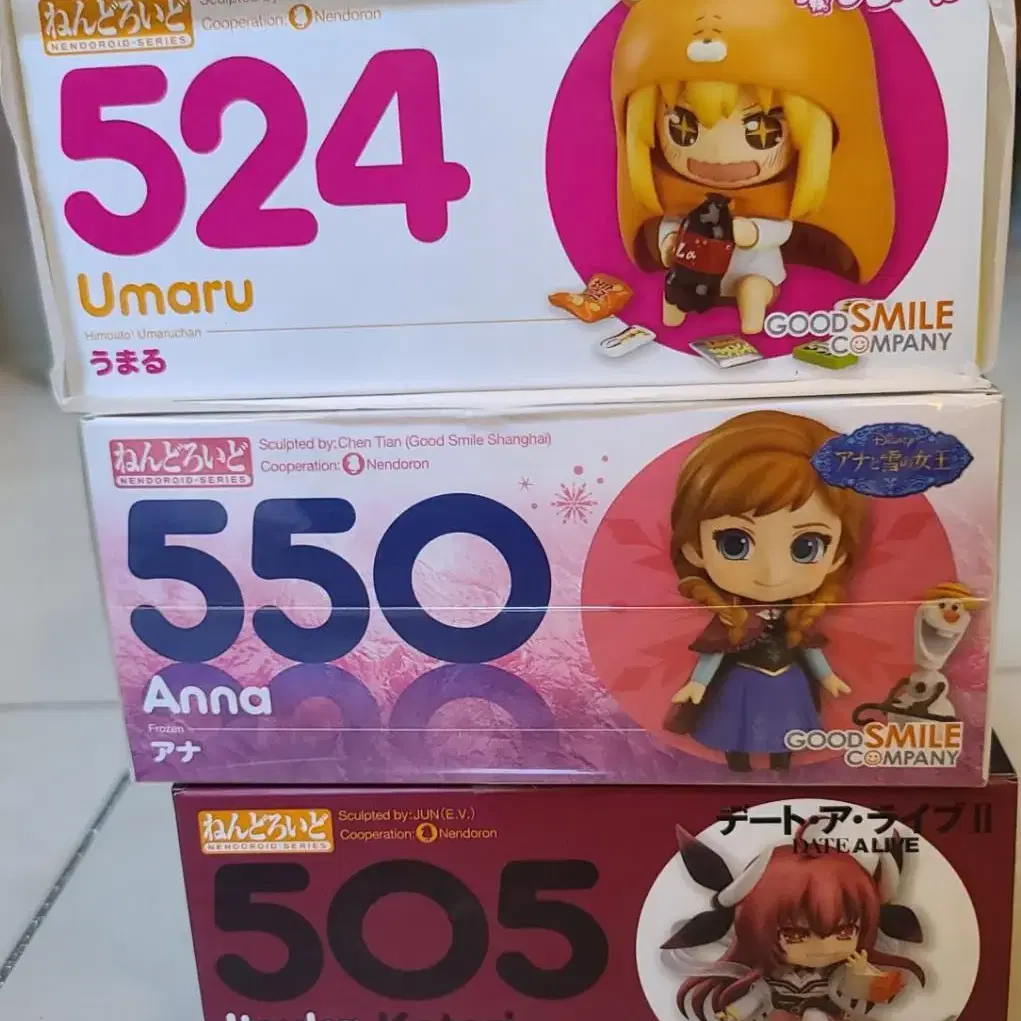 ねんどろいど
NENDOROID-SERIES
Cooperation: Nendoron
524
Umaru
Himouto! Umaruchan
うまる
GOOD SMILE
COMPANY
ねんどろいど
NENDOROID-SERIES
Sculpted by:Chen Tian (Good Smile Shanghai)
Cooperation: Nendoron
Disney
アナと雪の女王
550
Anna
Frozen
アナ
GOOD SMILE
COMPANY
ねんどろいど
NENDOROID-SERIES
Sculpted by:JUN(E.V.)
Cooperation: Nendoron
デート・ア・ライブII
DATE A LIVE
505